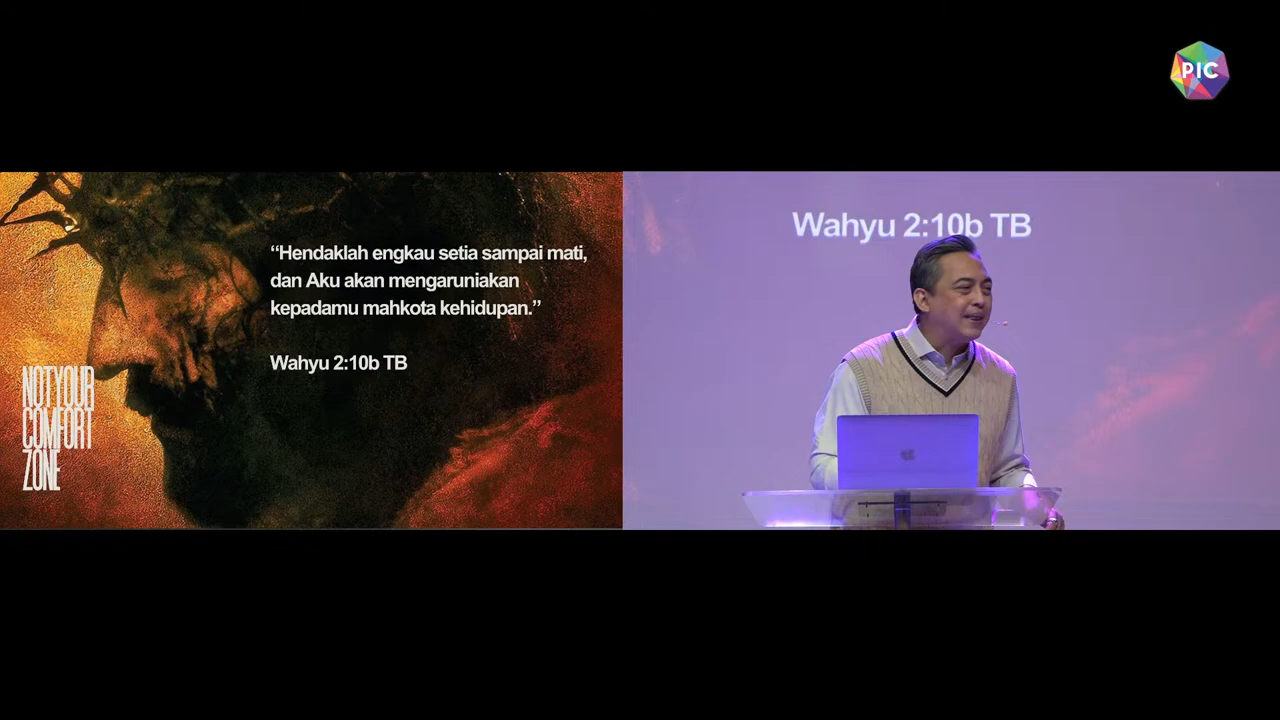 PIC
“Hendaklah engkau setia sampai mati,
dan Aku akan mengaruniakan
kepadamu mahkota kehidupan.”
Wahyu 2:10b TB
NOT YOUR
COMFORT
ZONE
Wahyu 2:10b TB